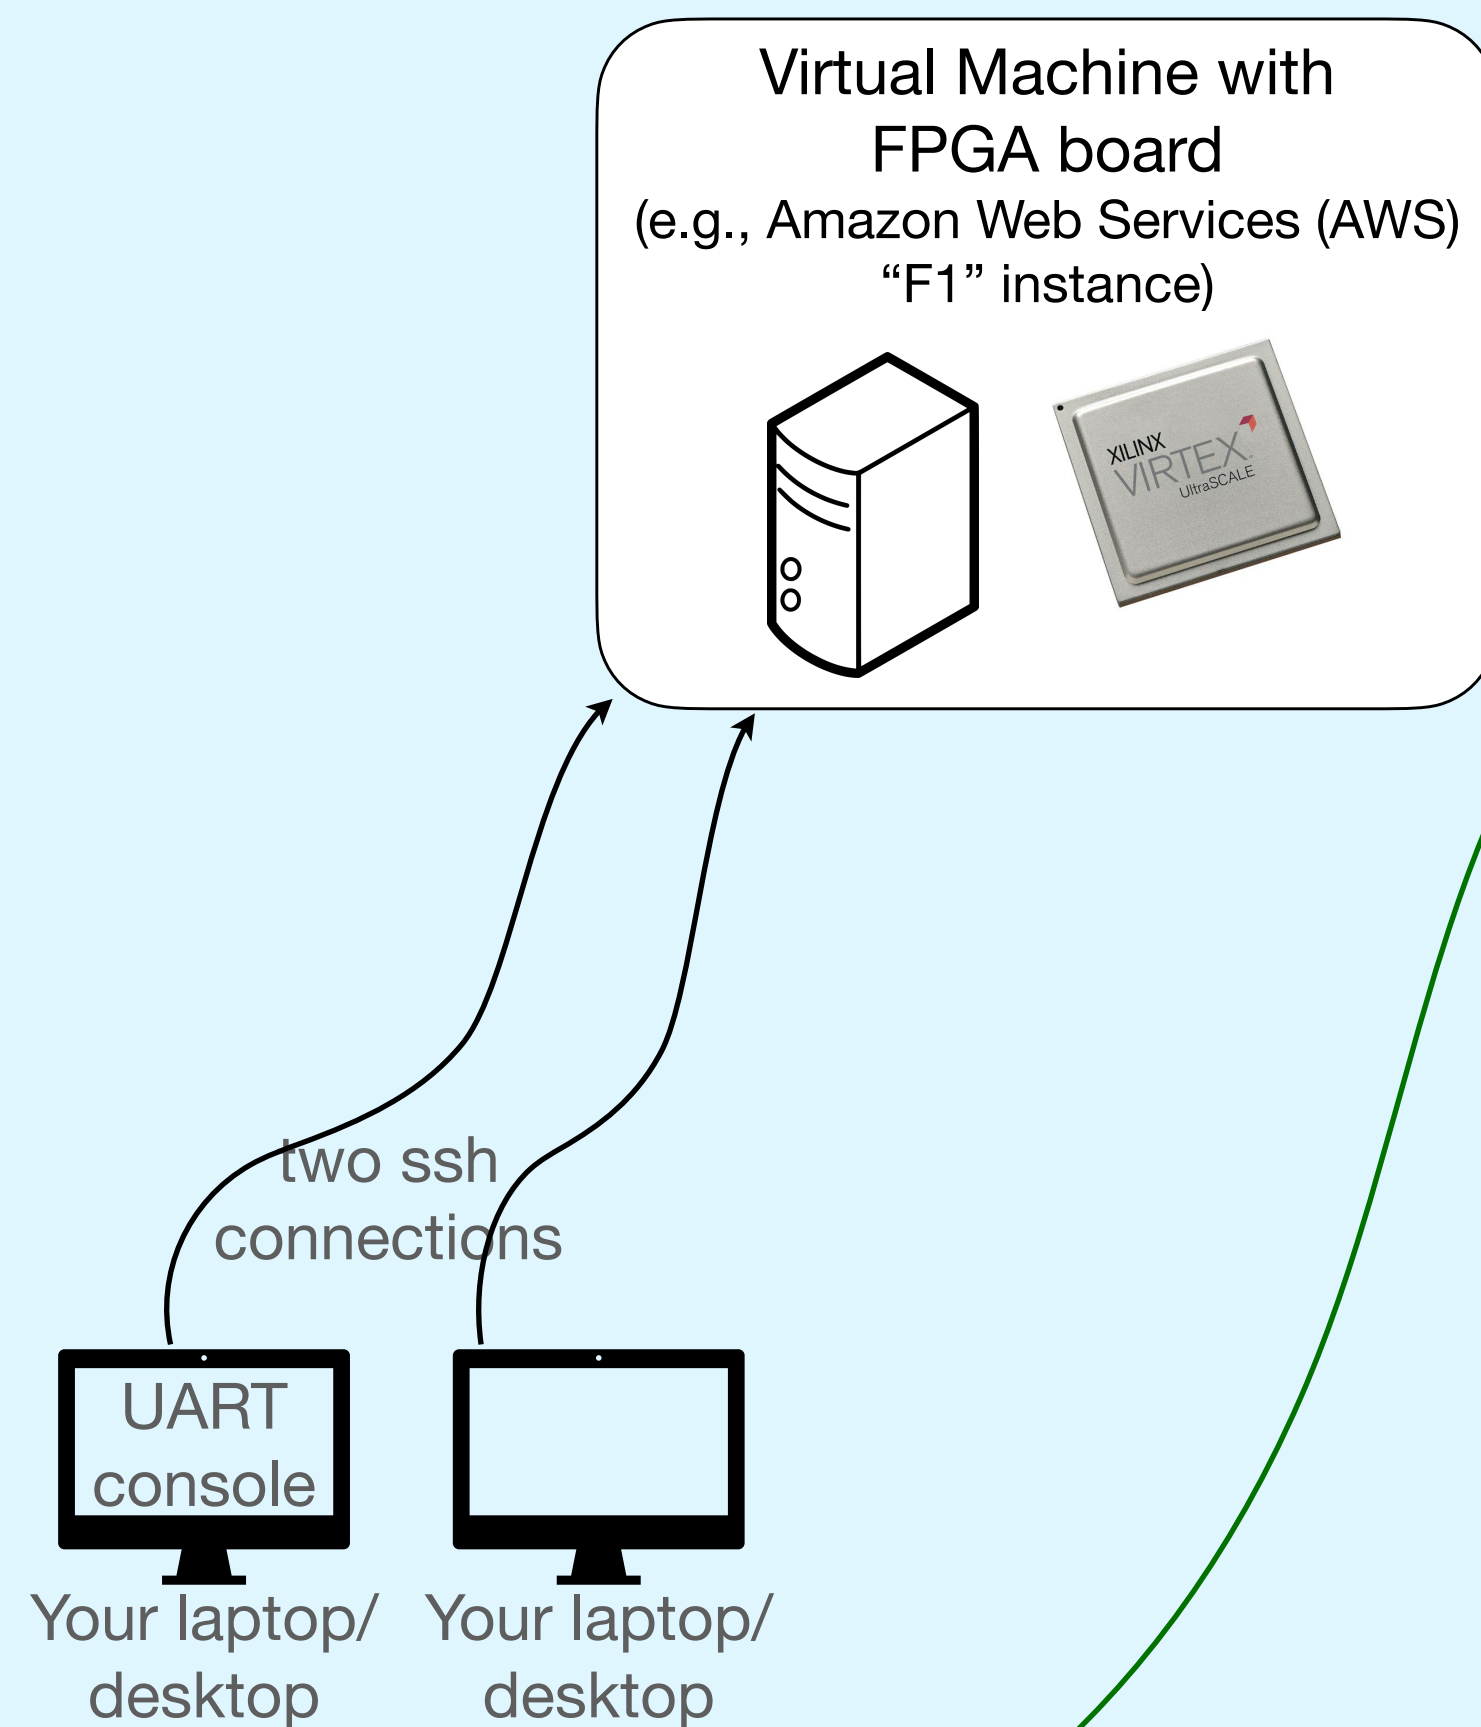 Virtual Machine with
FPGA board
(e.g., Amazon Web Services (AWS)
“F1” instance)
XILINX
VIRTEX
UltraSCALE
two ssh
connections
UART
console
Your laptop/
desktop
Your laptop/
desktop